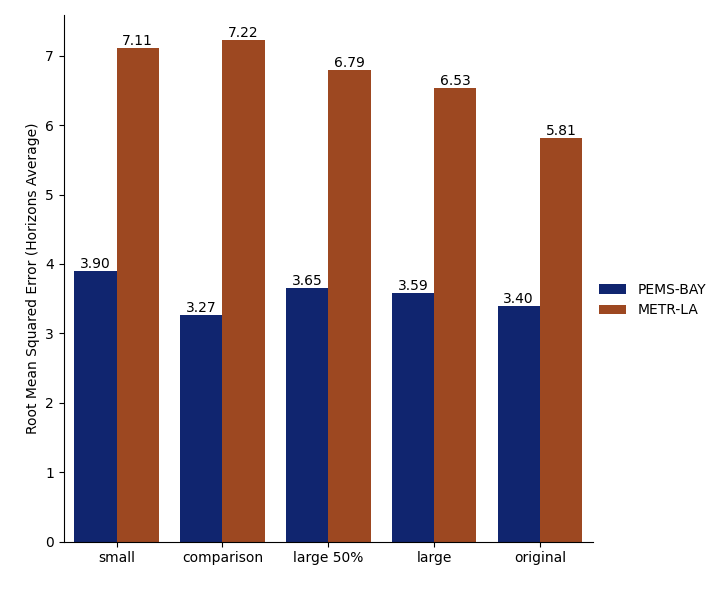 Root Mean Squared Error (Horizons Average)
7
6
5
4
3
2
1
0
3.90
7.11
3.27
7.22
3.65
6.79
3.59
6.53
3.40
5.81
small
comparison
large 50%
large
original
PEMS-BAY
METR-LA